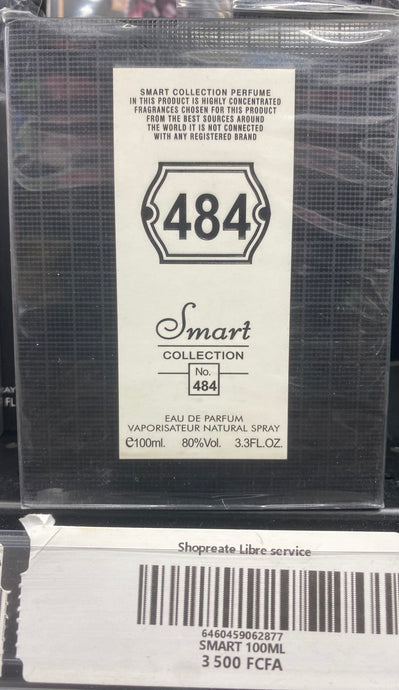 SMART COLLECTION PERFUME
IN THIS PRODUCT IS HIGHLY CONCENTRATED
FRAGRANCES CHOSEN FOR THIS PRODUCT
FROM THE BEST SOURCES AROUND
THE WORLD IT IS NOT CONNECTED
WITH ANY REGISTERED BRAND
484
Smart
COLLECTION
No.
484
EAU DE PARFUM
VAPORISATEUR NATURAL SPRAY
℮100ml. 80%Vol. 3.3FL.OZ.
Shopreate Libre service
6460459062877
SMART 100ML
3 500 FCFA